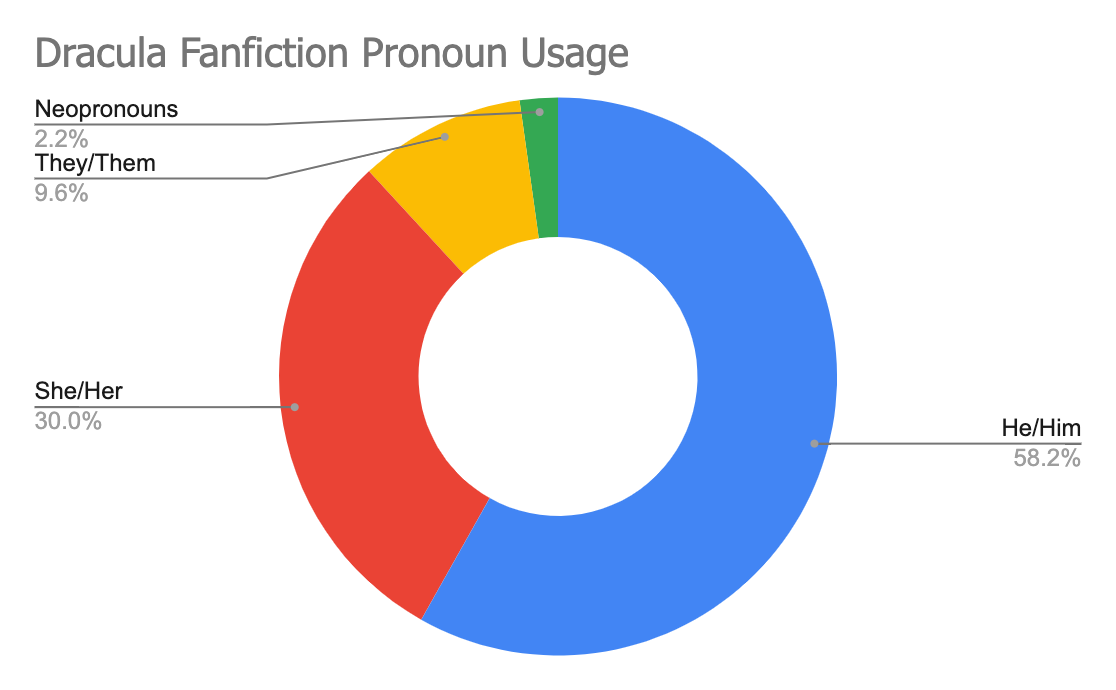 Dracula Fanfiction Pronoun Usage
Neopronouns
2.2%
They/Them
9.6%
She/Her
30.0%
He/Him
58.2%